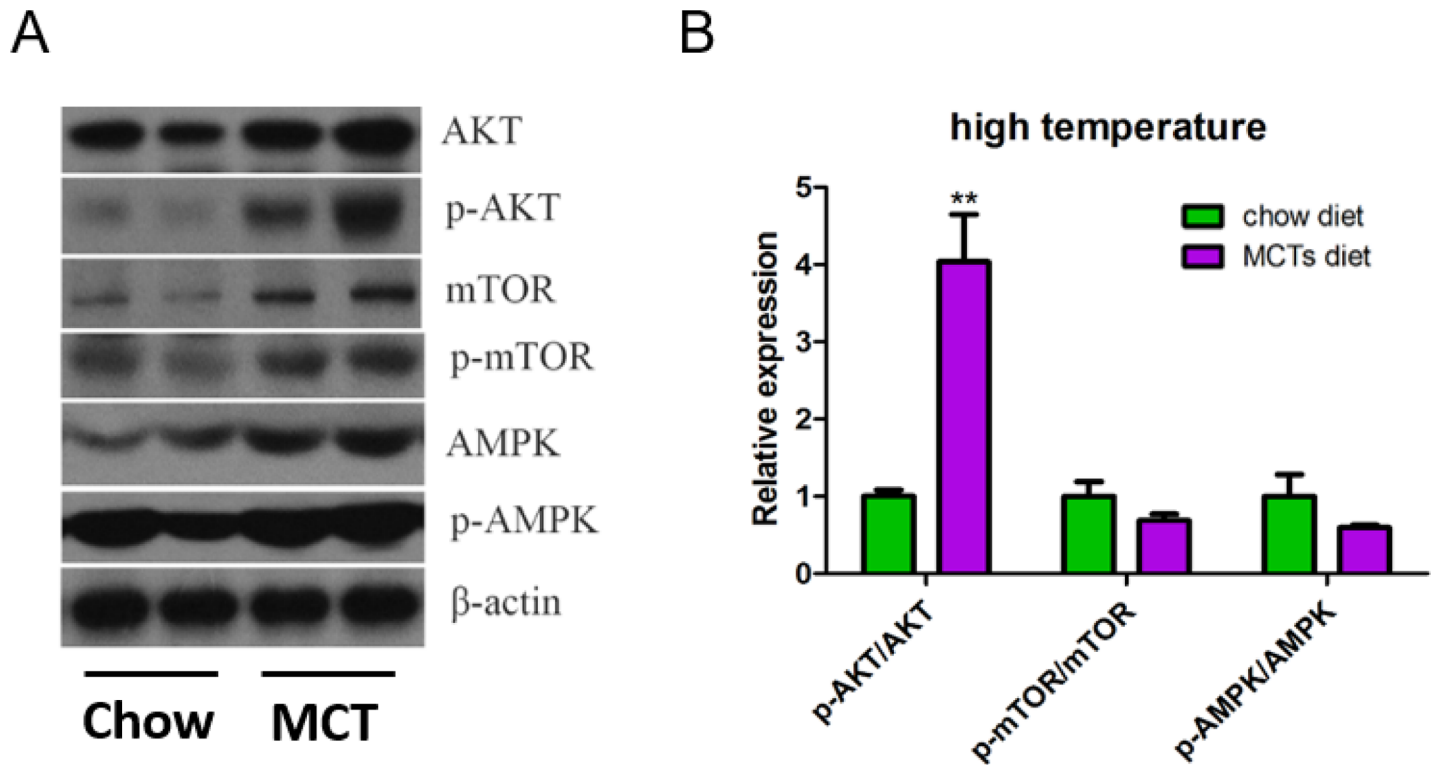 A
AKT
p-AKT
mTOR
p-mTOR
AMPK
p-AMPK
β-actin
Chow MCT
B
high temperature
**
chow diet
MCTs diet
Relative expression
5
4
3
2
1
0
p-AKT/AKT
p-mTOR/mTOR
p-AMPK/AMPK